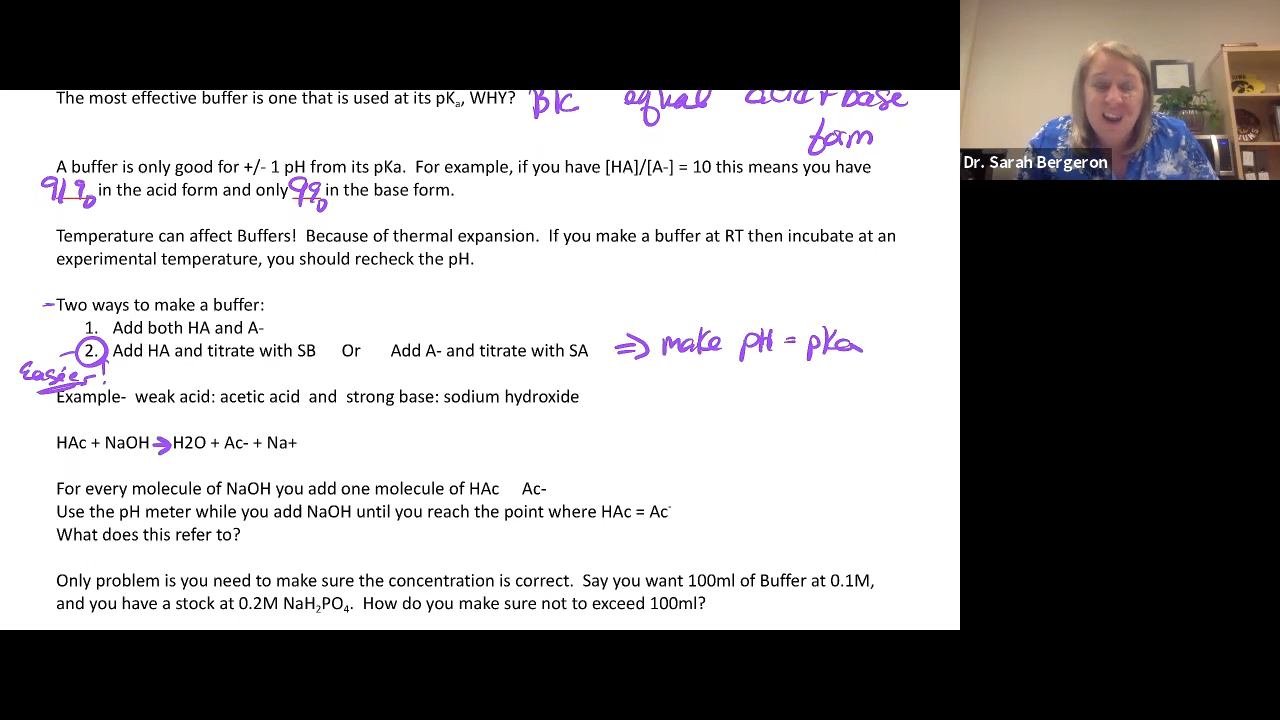 The most effective buffer is one that is used at its pKa, WHY? B/c equal acid + base
form
A buffer is only good for +/- 1 pH from its pKa. For example, if you have [HA]/[A-] = 10 this means you have
91% in the acid form and only 9% in the base form.
Temperature can affect Buffers! Because of thermal expansion. If you make a buffer at RT then incubate at an
experimental temperature, you should recheck the pH.
- Two ways to make a buffer:
1. Add both HA and A-
2. Add HA and titrate with SB Or Add A- and titrate with SA => make pH = pKa
Easier!
Example- weak acid: acetic acid and strong base: sodium hydroxide
HAc + NaOH → H2O + Ac- + Na+
For every molecule of NaOH you add one molecule of HAc Ac-
Use the pH meter while you add NaOH until you reach the point where HAc = Ac-
What does this refer to?
Only problem is you need to make sure the concentration is correct. Say you want 100ml of Buffer at 0.1M,
and you have a stock at 0.2M NaH2PO4. How do you make sure not to exceed 100ml?
Dr. Sarah Bergeron
IOWA